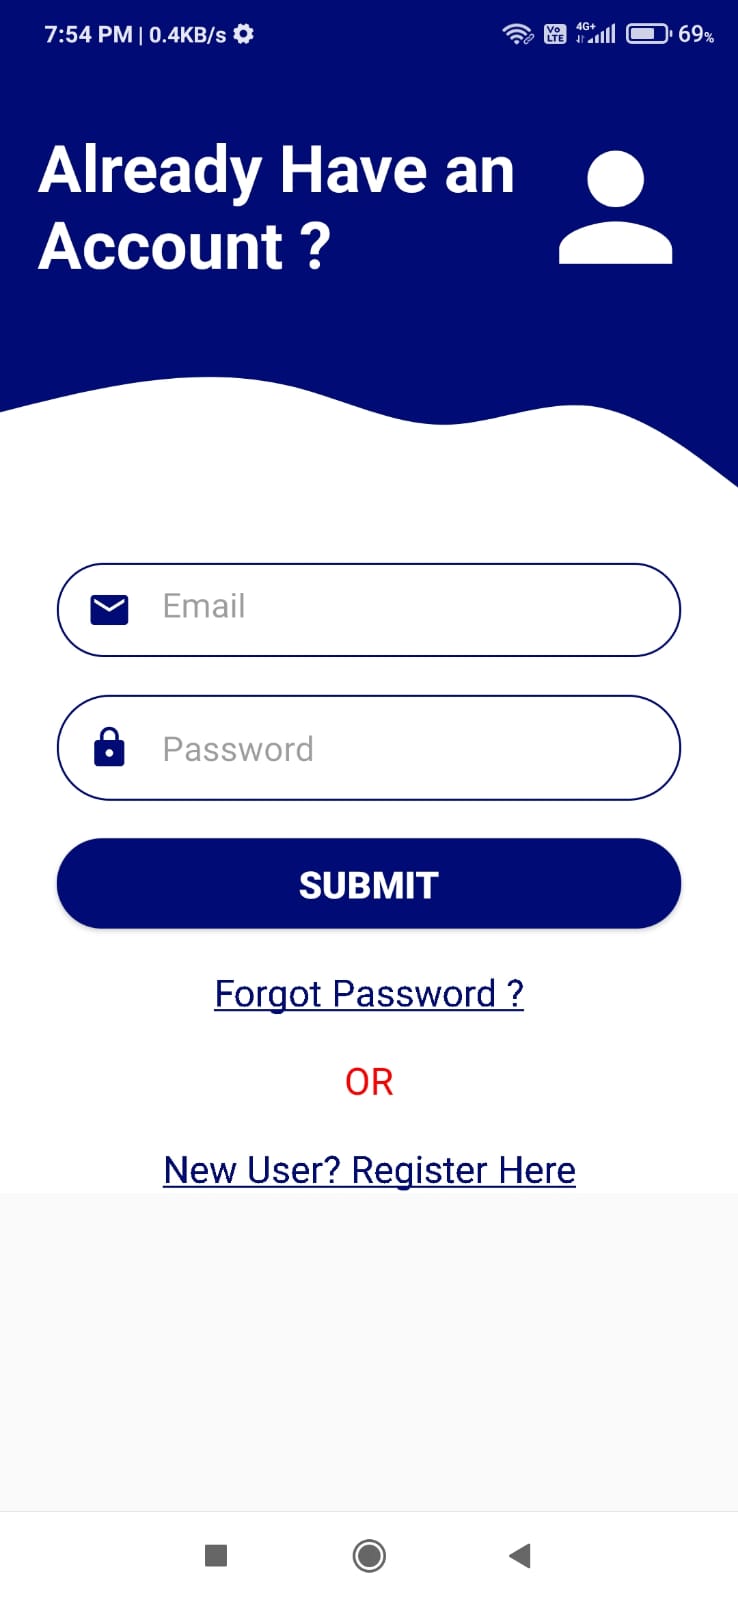 7:54 PM | 0.4KB/s
Vo LTE 4G+ 69%
Already Have an
Account ?
Email
Password
SUBMIT
Forgot Password ?
OR
New User? Register Here